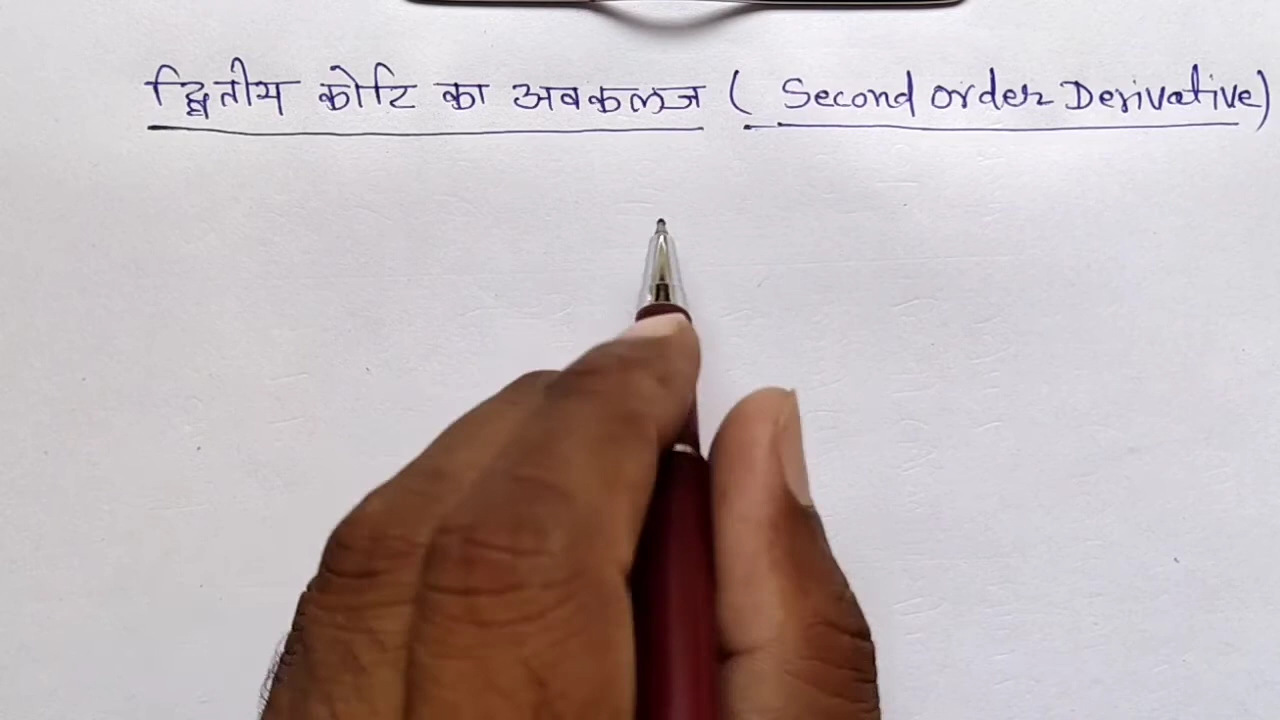 द्वितीय कोटि का अवकलज ( Second order Derivative)